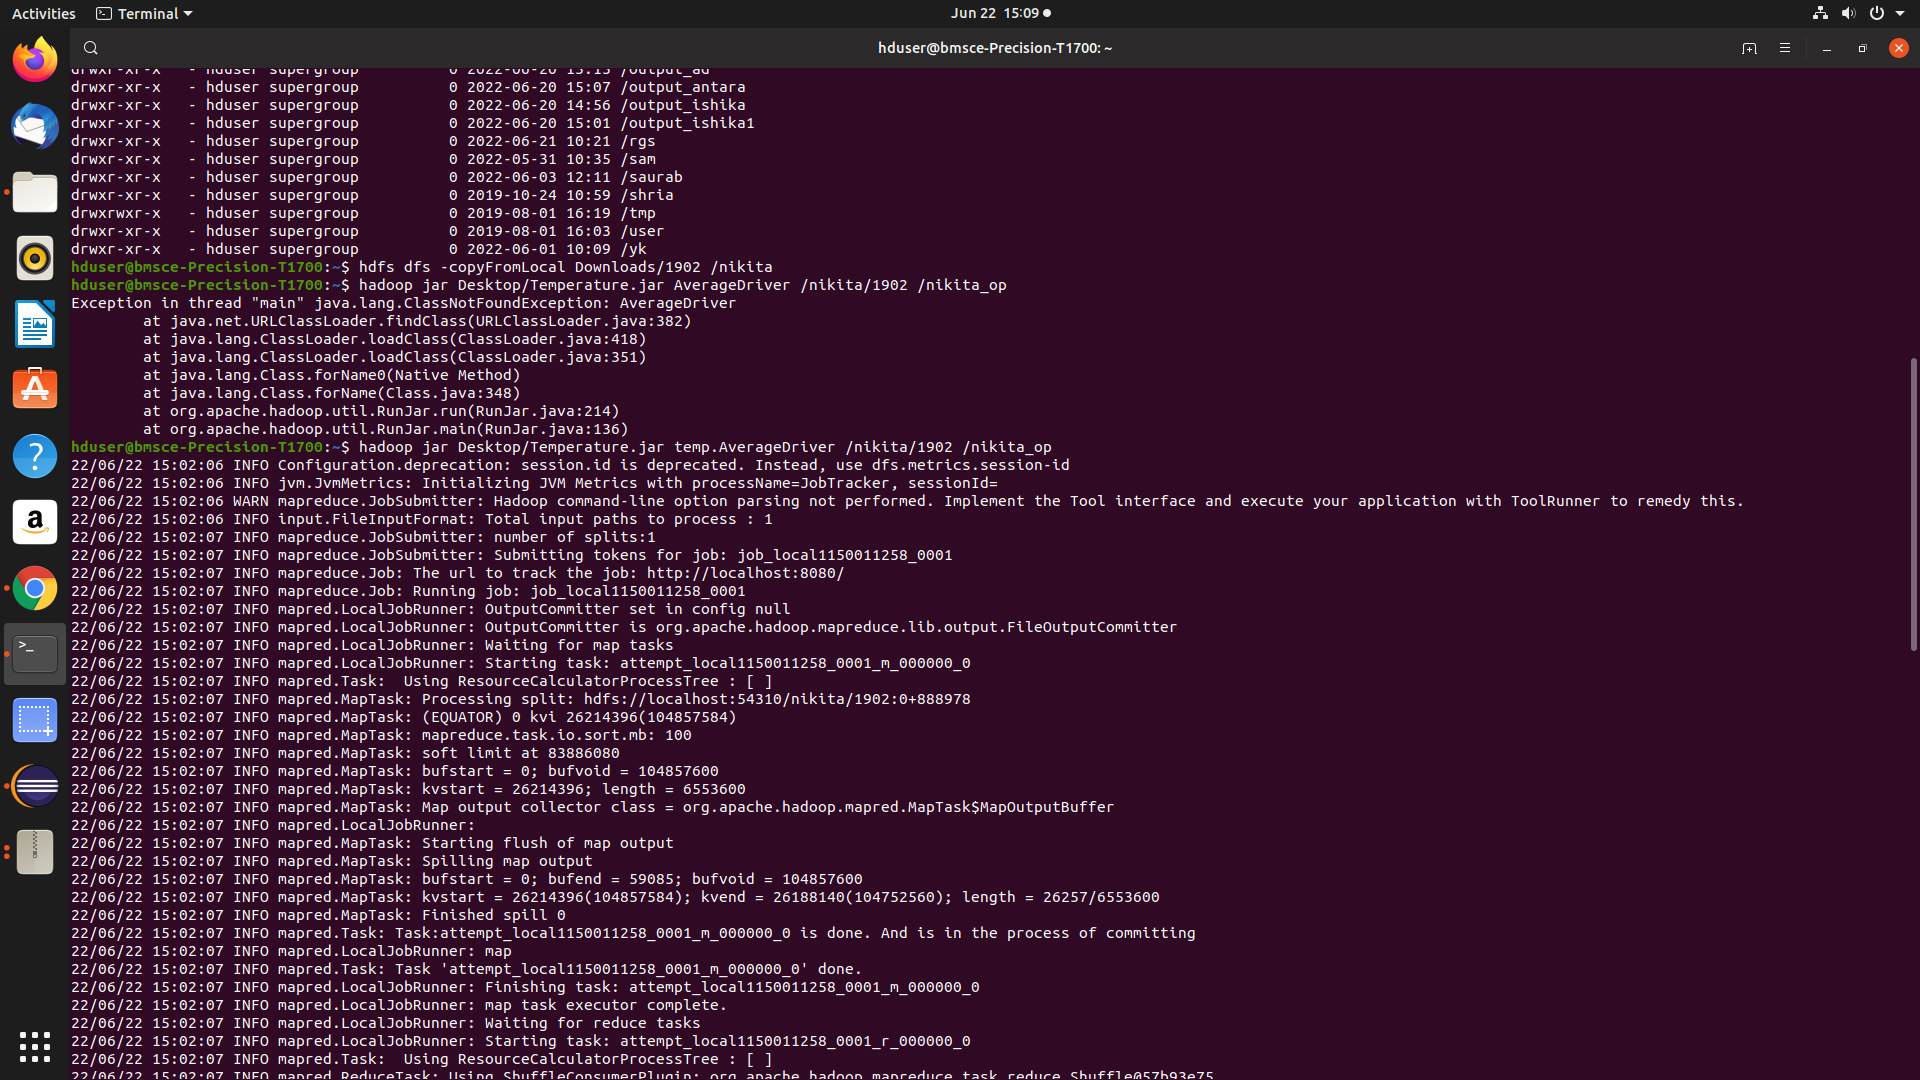 Activities
Terminal
Jun 22 15:09
hduser@bmsce-Precision-T1700: ~
drwxr-xr-x   - hduser supergroup          0 2022-06-20 15:15 /output_ad
drwxr-xr-x   - hduser supergroup          0 2022-06-20 15:07 /output_antara
drwxr-xr-x   - hduser supergroup          0 2022-06-20 14:56 /output_ishika
drwxr-xr-x   - hduser supergroup          0 2022-06-20 15:01 /output_ishika1
drwxr-xr-x   - hduser supergroup          0 2022-06-21 10:21 /rgs
drwxr-xr-x   - hduser supergroup          0 2022-05-31 10:35 /sam
drwxr-xr-x   - hduser supergroup          0 2022-06-03 12:11 /saurab
drwxr-xr-x   - hduser supergroup          0 2019-10-24 10:59 /shria
drwxrwxr-x   - hduser supergroup          0 2019-08-01 16:19 /tmp
drwxr-xr-x   - hduser supergroup          0 2019-08-01 16:03 /user
drwxr-xr-x   - hduser supergroup          0 2022-06-01 10:09 /yk
hduser@bmsce-Precision-T1700:~$ hdfs dfs -copyFromLocal Downloads/1902 /nikita
hduser@bmsce-Precision-T1700:~$ hadoop jar Desktop/Temperature.jar AverageDriver /nikita/1902 /nikita_op
Exception in thread "main" java.lang.ClassNotFoundException: AverageDriver
        at java.net.URLClassLoader.findClass(URLClassLoader.java:382)
        at java.lang.ClassLoader.loadClass(ClassLoader.java:418)
        at java.lang.ClassLoader.loadClass(ClassLoader.java:351)
        at java.lang.Class.forName0(Native Method)
        at java.lang.Class.forName(Class.java:348)
        at org.apache.hadoop.util.RunJar.run(RunJar.java:214)
        at org.apache.hadoop.util.RunJar.main(RunJar.java:136)
hduser@bmsce-Precision-T1700:~$ hadoop jar Desktop/Temperature.jar temp.AverageDriver /nikita/1902 /nikita_op
22/06/22 15:02:06 INFO Configuration.deprecation: session.id is deprecated. Instead, use dfs.metrics.session-id
22/06/22 15:02:06 INFO jvm.JvmMetrics: Initializing JVM Metrics with processName=JobTracker, sessionId=
22/06/22 15:02:06 WARN mapreduce.JobSubmitter: Hadoop command-line option parsing not performed. Implement the Tool interface and execute your application with ToolRunner to remedy this.
22/06/22 15:02:06 INFO input.FileInputFormat: Total input paths to process : 1
22/06/22 15:02:07 INFO mapreduce.JobSubmitter: number of splits:1
22/06/22 15:02:07 INFO mapreduce.JobSubmitter: Submitting tokens for job: job_local1150011258_0001
22/06/22 15:02:07 INFO mapreduce.Job: The url to track the job: http://localhost:8080/
22/06/22 15:02:07 INFO mapreduce.Job: Running job: job_local1150011258_0001
22/06/22 15:02:07 INFO mapred.LocalJobRunner: OutputCommitter set in config null
22/06/22 15:02:07 INFO mapred.LocalJobRunner: OutputCommitter is org.apache.hadoop.mapreduce.lib.output.FileOutputCommitter
22/06/22 15:02:07 INFO mapred.LocalJobRunner: Waiting for map tasks
22/06/22 15:02:07 INFO mapred.LocalJobRunner: Starting task: attempt_local1150011258_0001_m_000000_0
22/06/22 15:02:07 INFO mapred.Task:  Using ResourceCalculatorProcessTree : [ ]
22/06/22 15:02:07 INFO mapred.MapTask: Processing split: hdfs://localhost:54310/nikita/1902:0+888978
22/06/22 15:02:07 INFO mapred.MapTask: (EQUATOR) 0 kvi 26214396(104857584)
22/06/22 15:02:07 INFO mapred.MapTask: mapreduce.task.io.sort.mb: 100
22/06/22 15:02:07 INFO mapred.MapTask: soft limit at 83886080
22/06/22 15:02:07 INFO mapred.MapTask: bufstart = 0; bufvoid = 104857600
22/06/22 15:02:07 INFO mapred.MapTask: kvstart = 26214396; length = 6553600
22/06/22 15:02:07 INFO mapred.MapTask: Map output collector class = org.apache.hadoop.mapred.MapTask$MapOutputBuffer
22/06/22 15:02:07 INFO mapred.LocalJobRunner:
22/06/22 15:02:07 INFO mapred.MapTask: Starting flush of map output
22/06/22 15:02:07 INFO mapred.MapTask: Spilling map output
22/06/22 15:02:07 INFO mapred.MapTask: bufstart = 0; bufend = 59085; bufvoid = 104857600
22/06/22 15:02:07 INFO mapred.MapTask: kvstart = 26214396(104857584); kvend = 26188140(104752560); length = 26257/6553600
22/06/22 15:02:07 INFO mapred.MapTask: Finished spill 0
22/06/22 15:02:07 INFO mapred.Task: Task:attempt_local1150011258_0001_m_000000_0 is done. And is in the process of committing
22/06/22 15:02:07 INFO mapred.LocalJobRunner: map
22/06/22 15:02:07 INFO mapred.Task: Task 'attempt_local1150011258_0001_m_000000_0' done.
22/06/22 15:02:07 INFO mapred.LocalJobRunner: Finishing task: attempt_local1150011258_0001_m_000000_0
22/06/22 15:02:07 INFO mapred.LocalJobRunner: map task executor complete.
22/06/22 15:02:07 INFO mapred.LocalJobRunner: Waiting for reduce tasks
22/06/22 15:02:07 INFO mapred.LocalJobRunner: Starting task: attempt_local1150011258_0001_r_000000_0
22/06/22 15:02:07 INFO mapred.Task:  Using ResourceCalculatorProcessTree : [ ]
22/06/22 15:02:07 INFO mapred.ReduceTask: Using ShuffleConsumerPlugin: org.apache.hadoop.mapreduce.task.reduce.Shuffle@57b93e75